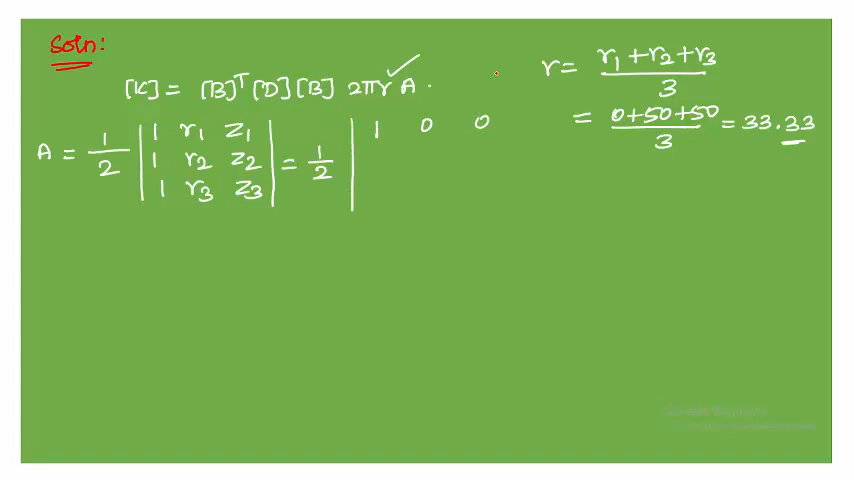 Soln:
[K] = [B]^T [D] [B] 2πr A .
r = (r1 + r2 + r3) / 3
= (0+50+50) / 3 = 33.33
A = 1/2 | 1 r1 z1 | = 1/2 | 1 0 0
1 r2 z2
1 r3 z3